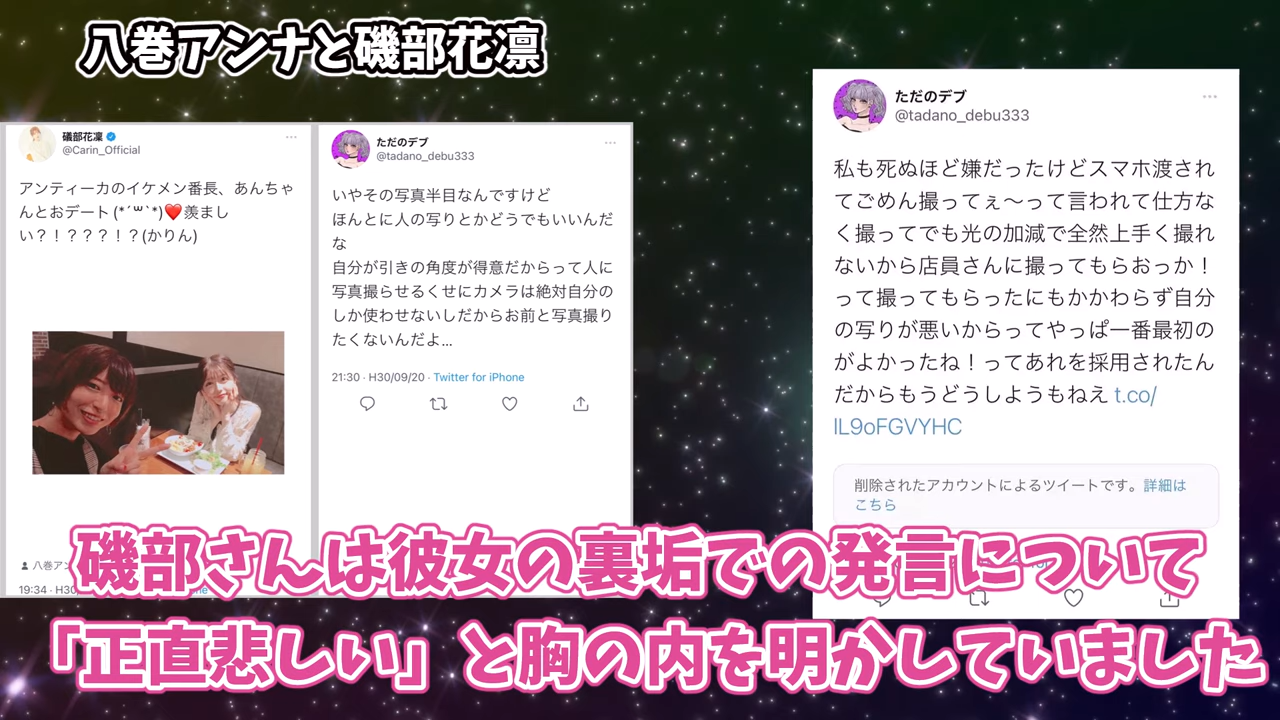 八巻アンナと磯部花凛
磯部花凜
@Carin_Official
アンティーカのイケメン番長、あんちゃ
んとおデート (*´꒳`*)❤️羨まし
い？！？？？！？(かりん)
八巻アン
19:34 · H30
ただのデブ
@tadano_debu333
いやその写真半目なんですけど
ほんとに人の写りとかどうでもいいんだ
な
自分が引きの角度が得意だからって人に
写真撮らせるくせにカメラは絶対自分の
しか使わせないしだからお前と写真撮り
たくないんだよ...
21:30 · H30/09/20 · Twitter for iPhone
ただのデブ
@tadano_debu333
私も死ぬほど嫌だったけどスマホ渡され
てごめん撮ってぇ〜って言われて仕方な
く撮ってでも光の加減で全然上手く撮れ
ないから店員さんに撮ってもらおっか！
って撮ってもらったにもかかわらず自分
の写りが悪いからってやっぱ一番最初の
がよかったね！ってあれを採用されたん
だからもうどうしようもねえ t.co/
lL9oFGVYHC
削除されたアカウントによるツイートです。詳細は
こちら
磯部さんは彼女の裏垢での発言について
「正直悲しい」と胸の内を明かしていました